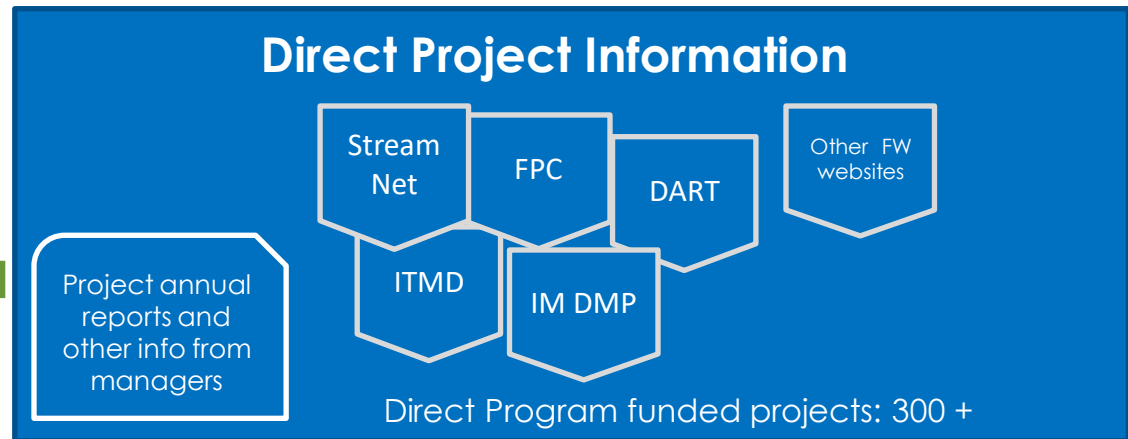 Direct Project Information
Stream
Net
FPC
DART
Other FW
websites
ITMD
IM DMP
Project annual
reports and
other info from
managers
Direct Program funded projects: 300 +